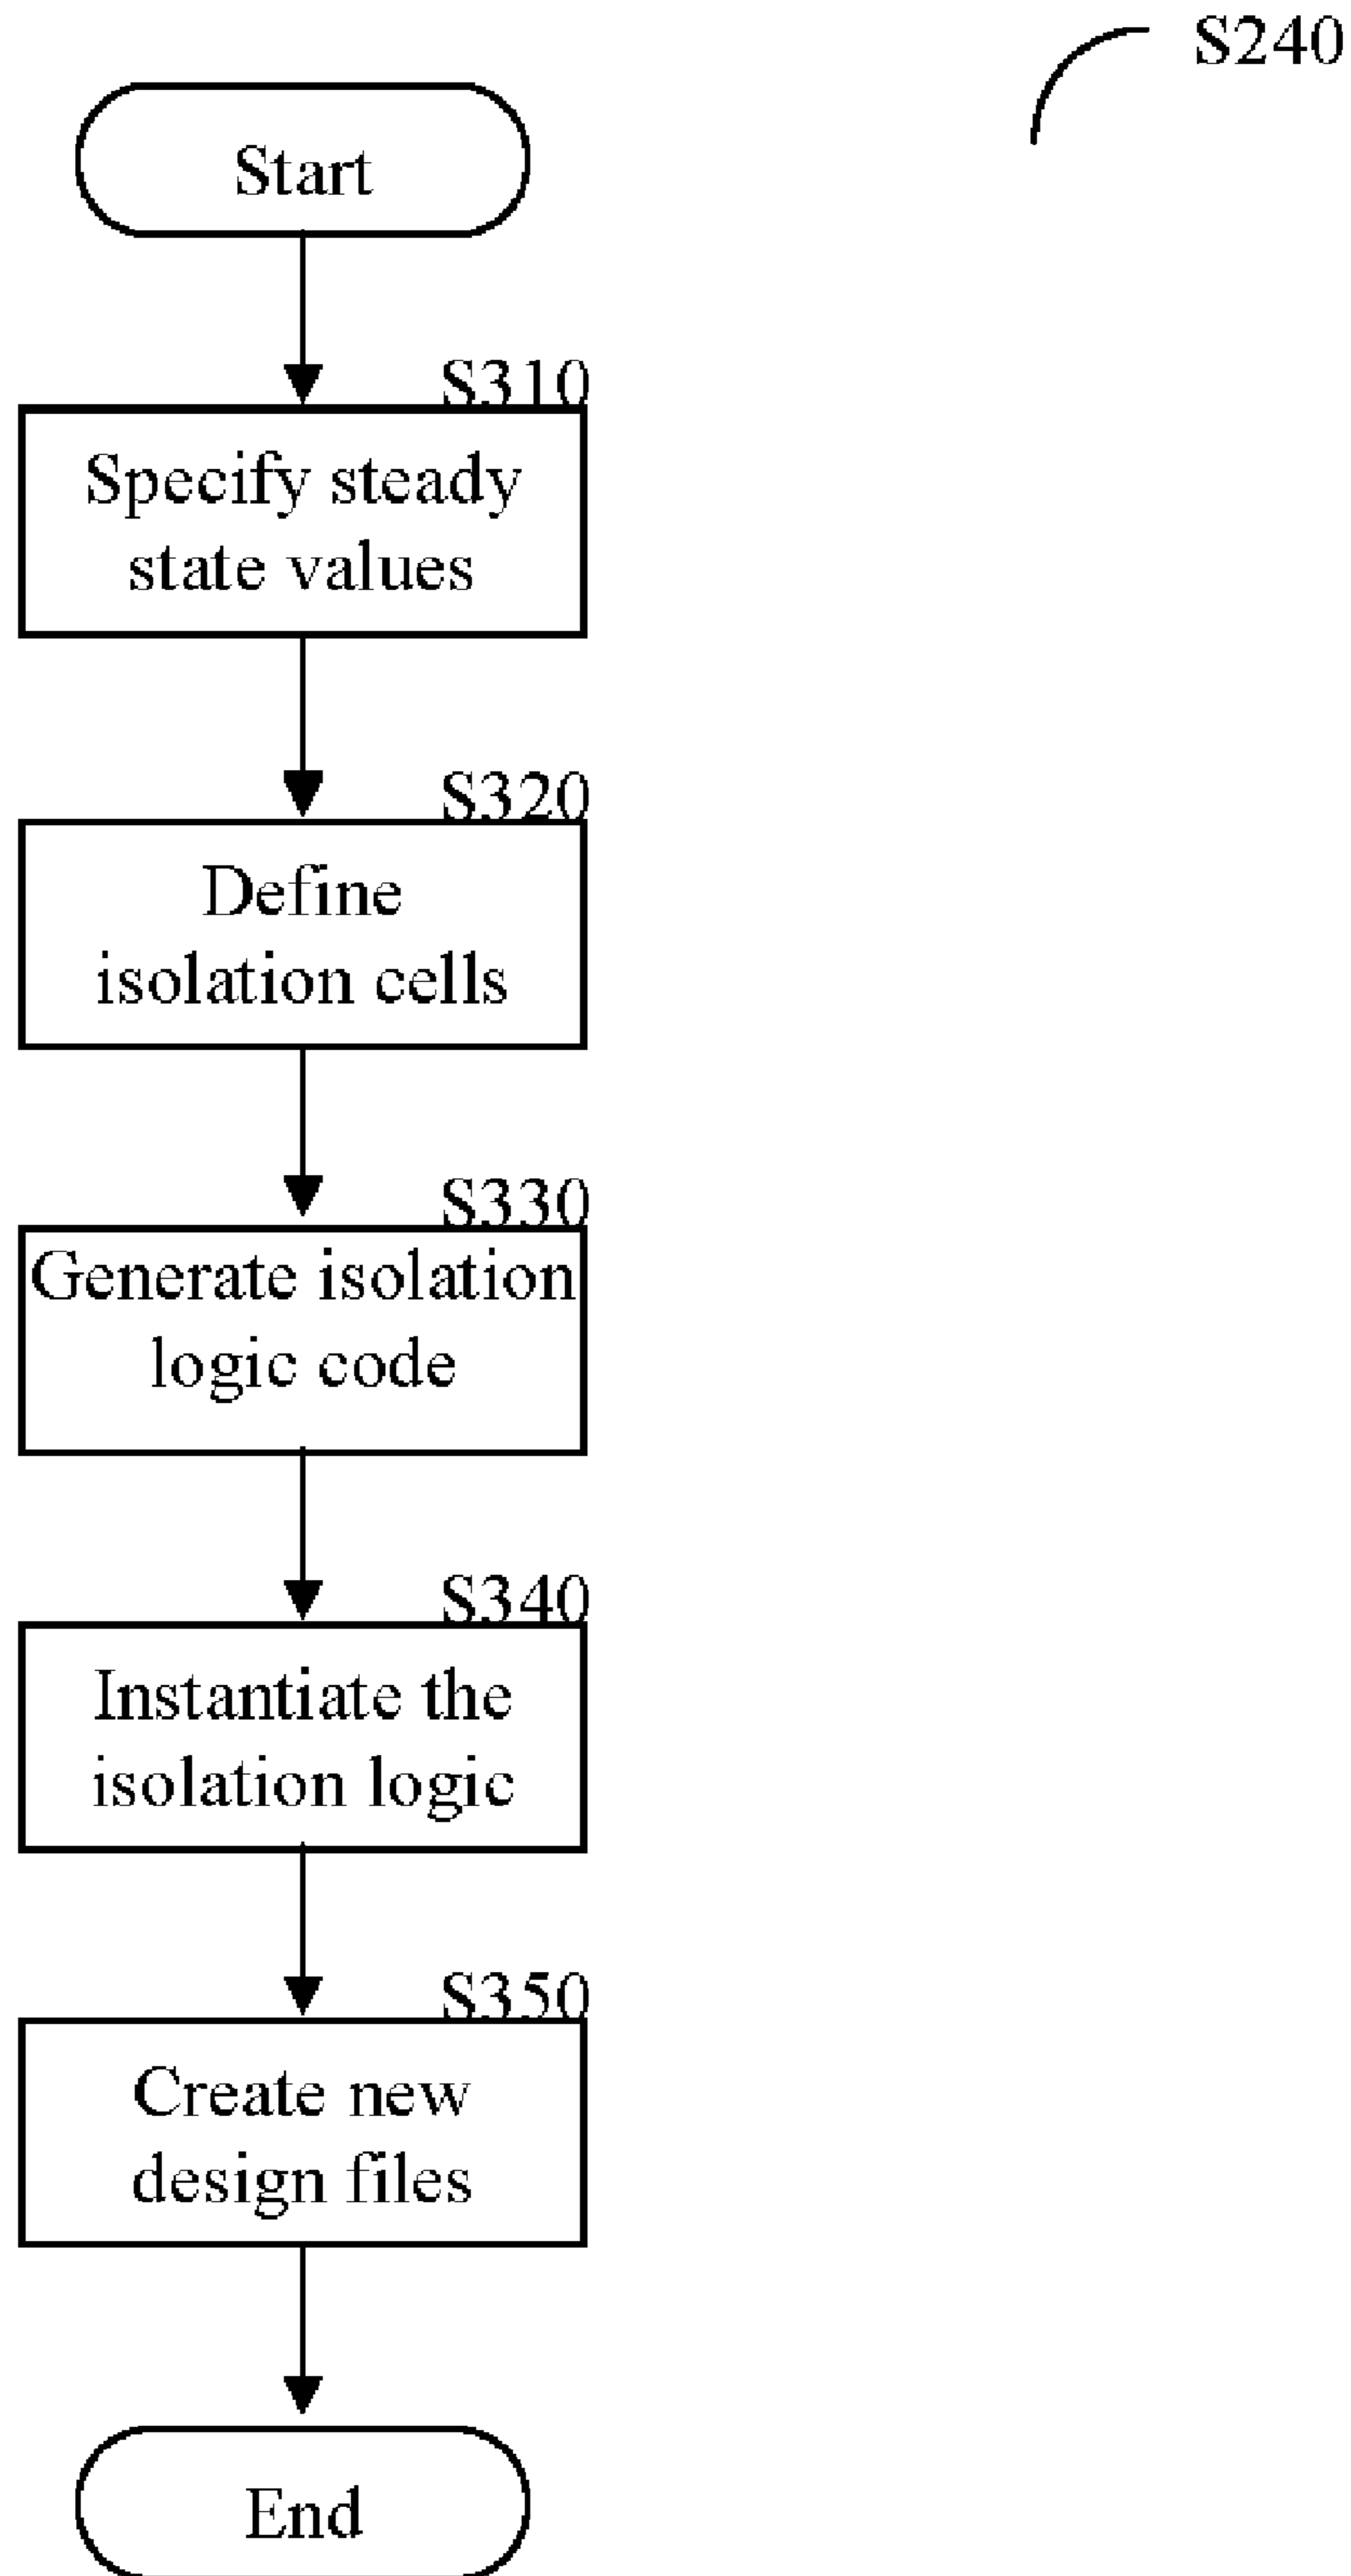 S240
Start
S310
Specify steady
state values
S320
Define
isolation cells
S330
Generate isolation
logic code
S340
Instantiate the
isolation logic
S350
Create new
design files
End